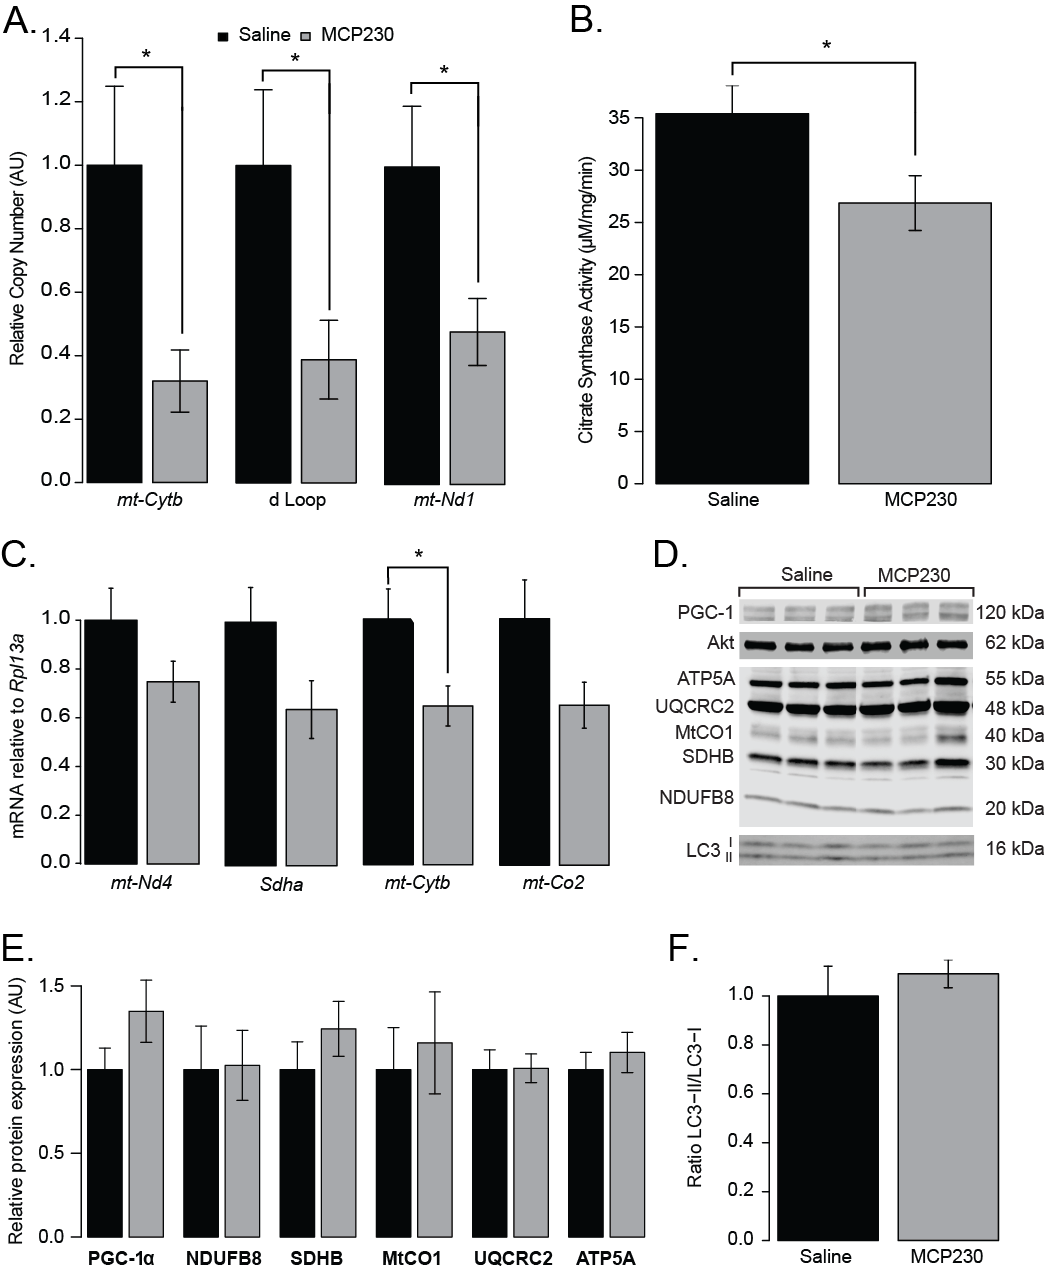 A.
Saline MCP230
Relative Copy Number (AU)
1.4
1.2
1.0
0.8
0.6
0.4
0.2
0.0
* * *
mt-Cytb d Loop mt-Nd1
B.
Citrate Synthase Activity (µM/mg/min)
35
30
25
20
15
10
5
0
*
Saline MCP230
C.
mRNA relative to Rpl13a
1.0
0.8
0.6
0.4
0.2
0.0
*
mt-Nd4 Sdha mt-Cytb mt-Co2
D.
Saline MCP230
PGC-1 120 kDa
Akt 62 kDa
ATP5A 55 kDa
UQCRC2 48 kDa
MtCO1 40 kDa
SDHB 30 kDa
NDUFB8 20 kDa
LC3 I II 16 kDa
E.
Relative protein expression (AU)
1.5
1.0
0.5
0.0
PGC-1α NDUFB8 SDHB MtCO1 UQCRC2 ATP5A
F.
Ratio LC3−II/LC3−I
1.0
0.8
0.6
0.4
0.2
0.0
Saline MCP230